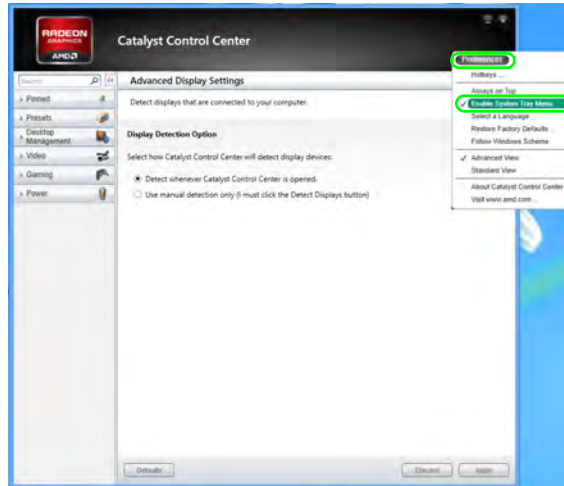 RADEON
GRAPHICS
AMD
Catalyst Control Center
Preferences
Hotkeys ...
Always on Top
✓ Enable System Tray Menu
Select a Language ...
Restore Factory Defaults ...
Follow Windows Scheme
✓ Advanced View
Standard View
About Catalyst Control Center
Visit www.amd.com ...
Search
Pinned
Presets
Desktop
Management
Video
Gaming
Power
Advanced Display Settings
Detect displays that are connected to your computer.
Display Detection Option
Select how Catalyst Control Center will detect display devices:
Detect whenever Catalyst Control Center is opened.
Use manual detection only (I must click the Detect Displays button)
Defaults
Discard
Apply